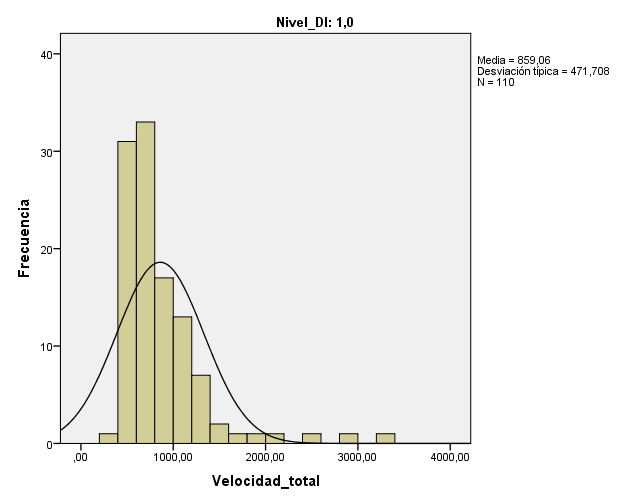 Nivel_DI: 1,0
Media = 859,06
Desviación típica = 471,708
N = 110
40
30
20
10
0
Frecuencia
,00
1000,00
2000,00
3000,00
4000,00
Velocidad_total